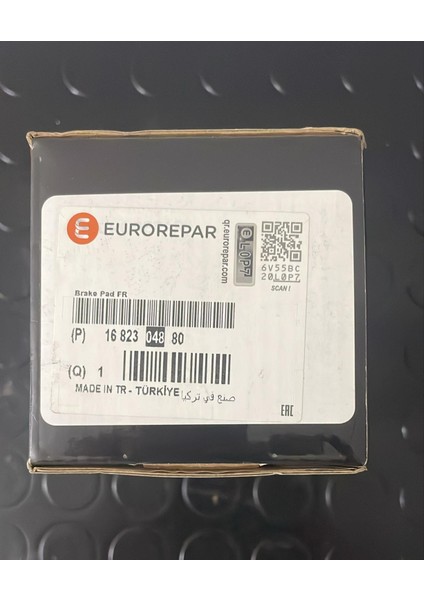 EUROREPAR
qr.eurorepar.com
L0P7
6V55BC
20L0P7
SCAN !
Brake Pad FR
(P) 16 823 048 80
(Q) 1
MADE IN TR - TÜRKİYE صنع في تركيا
EAC